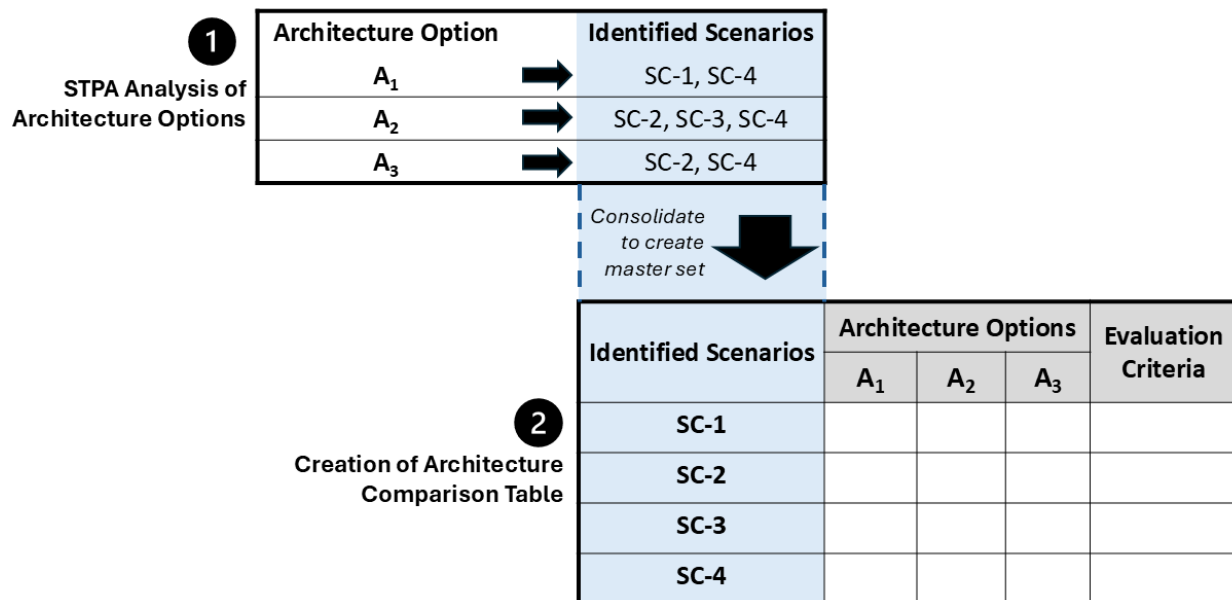 1
STPA Analysis of
Architecture Options
Architecture Option Identified Scenarios
A₁ SC-1, SC-4
A₂ SC-2, SC-3, SC-4
A₃ SC-2, SC-4
Consolidate
to create
master set
2
Creation of Architecture
Comparison Table
Identified Scenarios
Architecture Options
Evaluation
Criteria
A₁ A₂ A₃
SC-1
SC-2
SC-3
SC-4